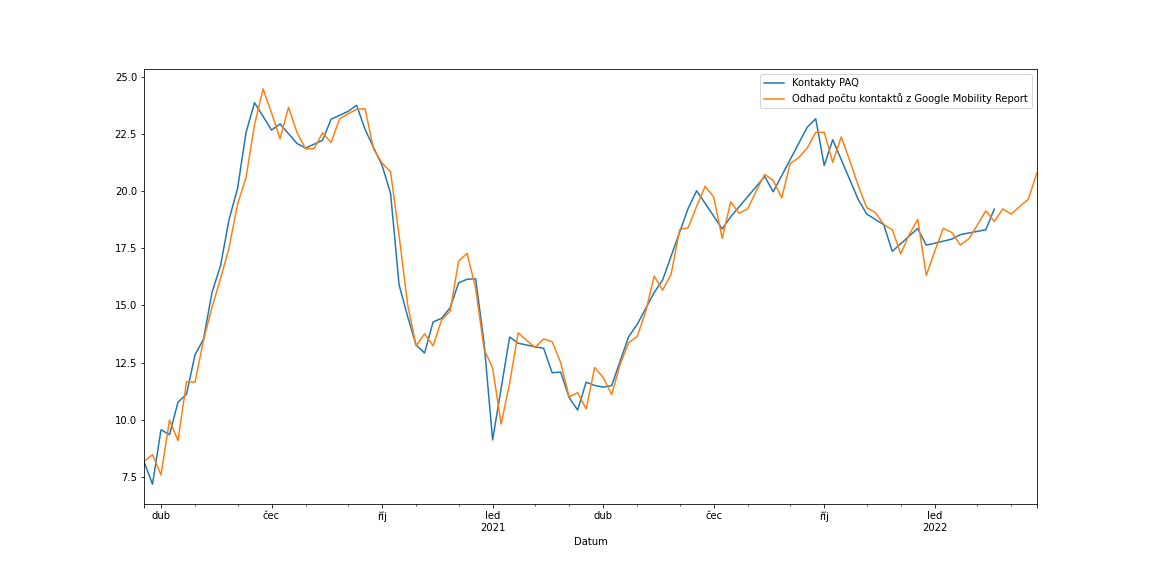 Kontakty PAQ
Odhad počtu kontaktů z Google Mobility Report
25.0
22.5
20.0
17.5
15.0
12.5
10.0
7.5
dub čec říj led dub čec říj led
2021 2022
Datum